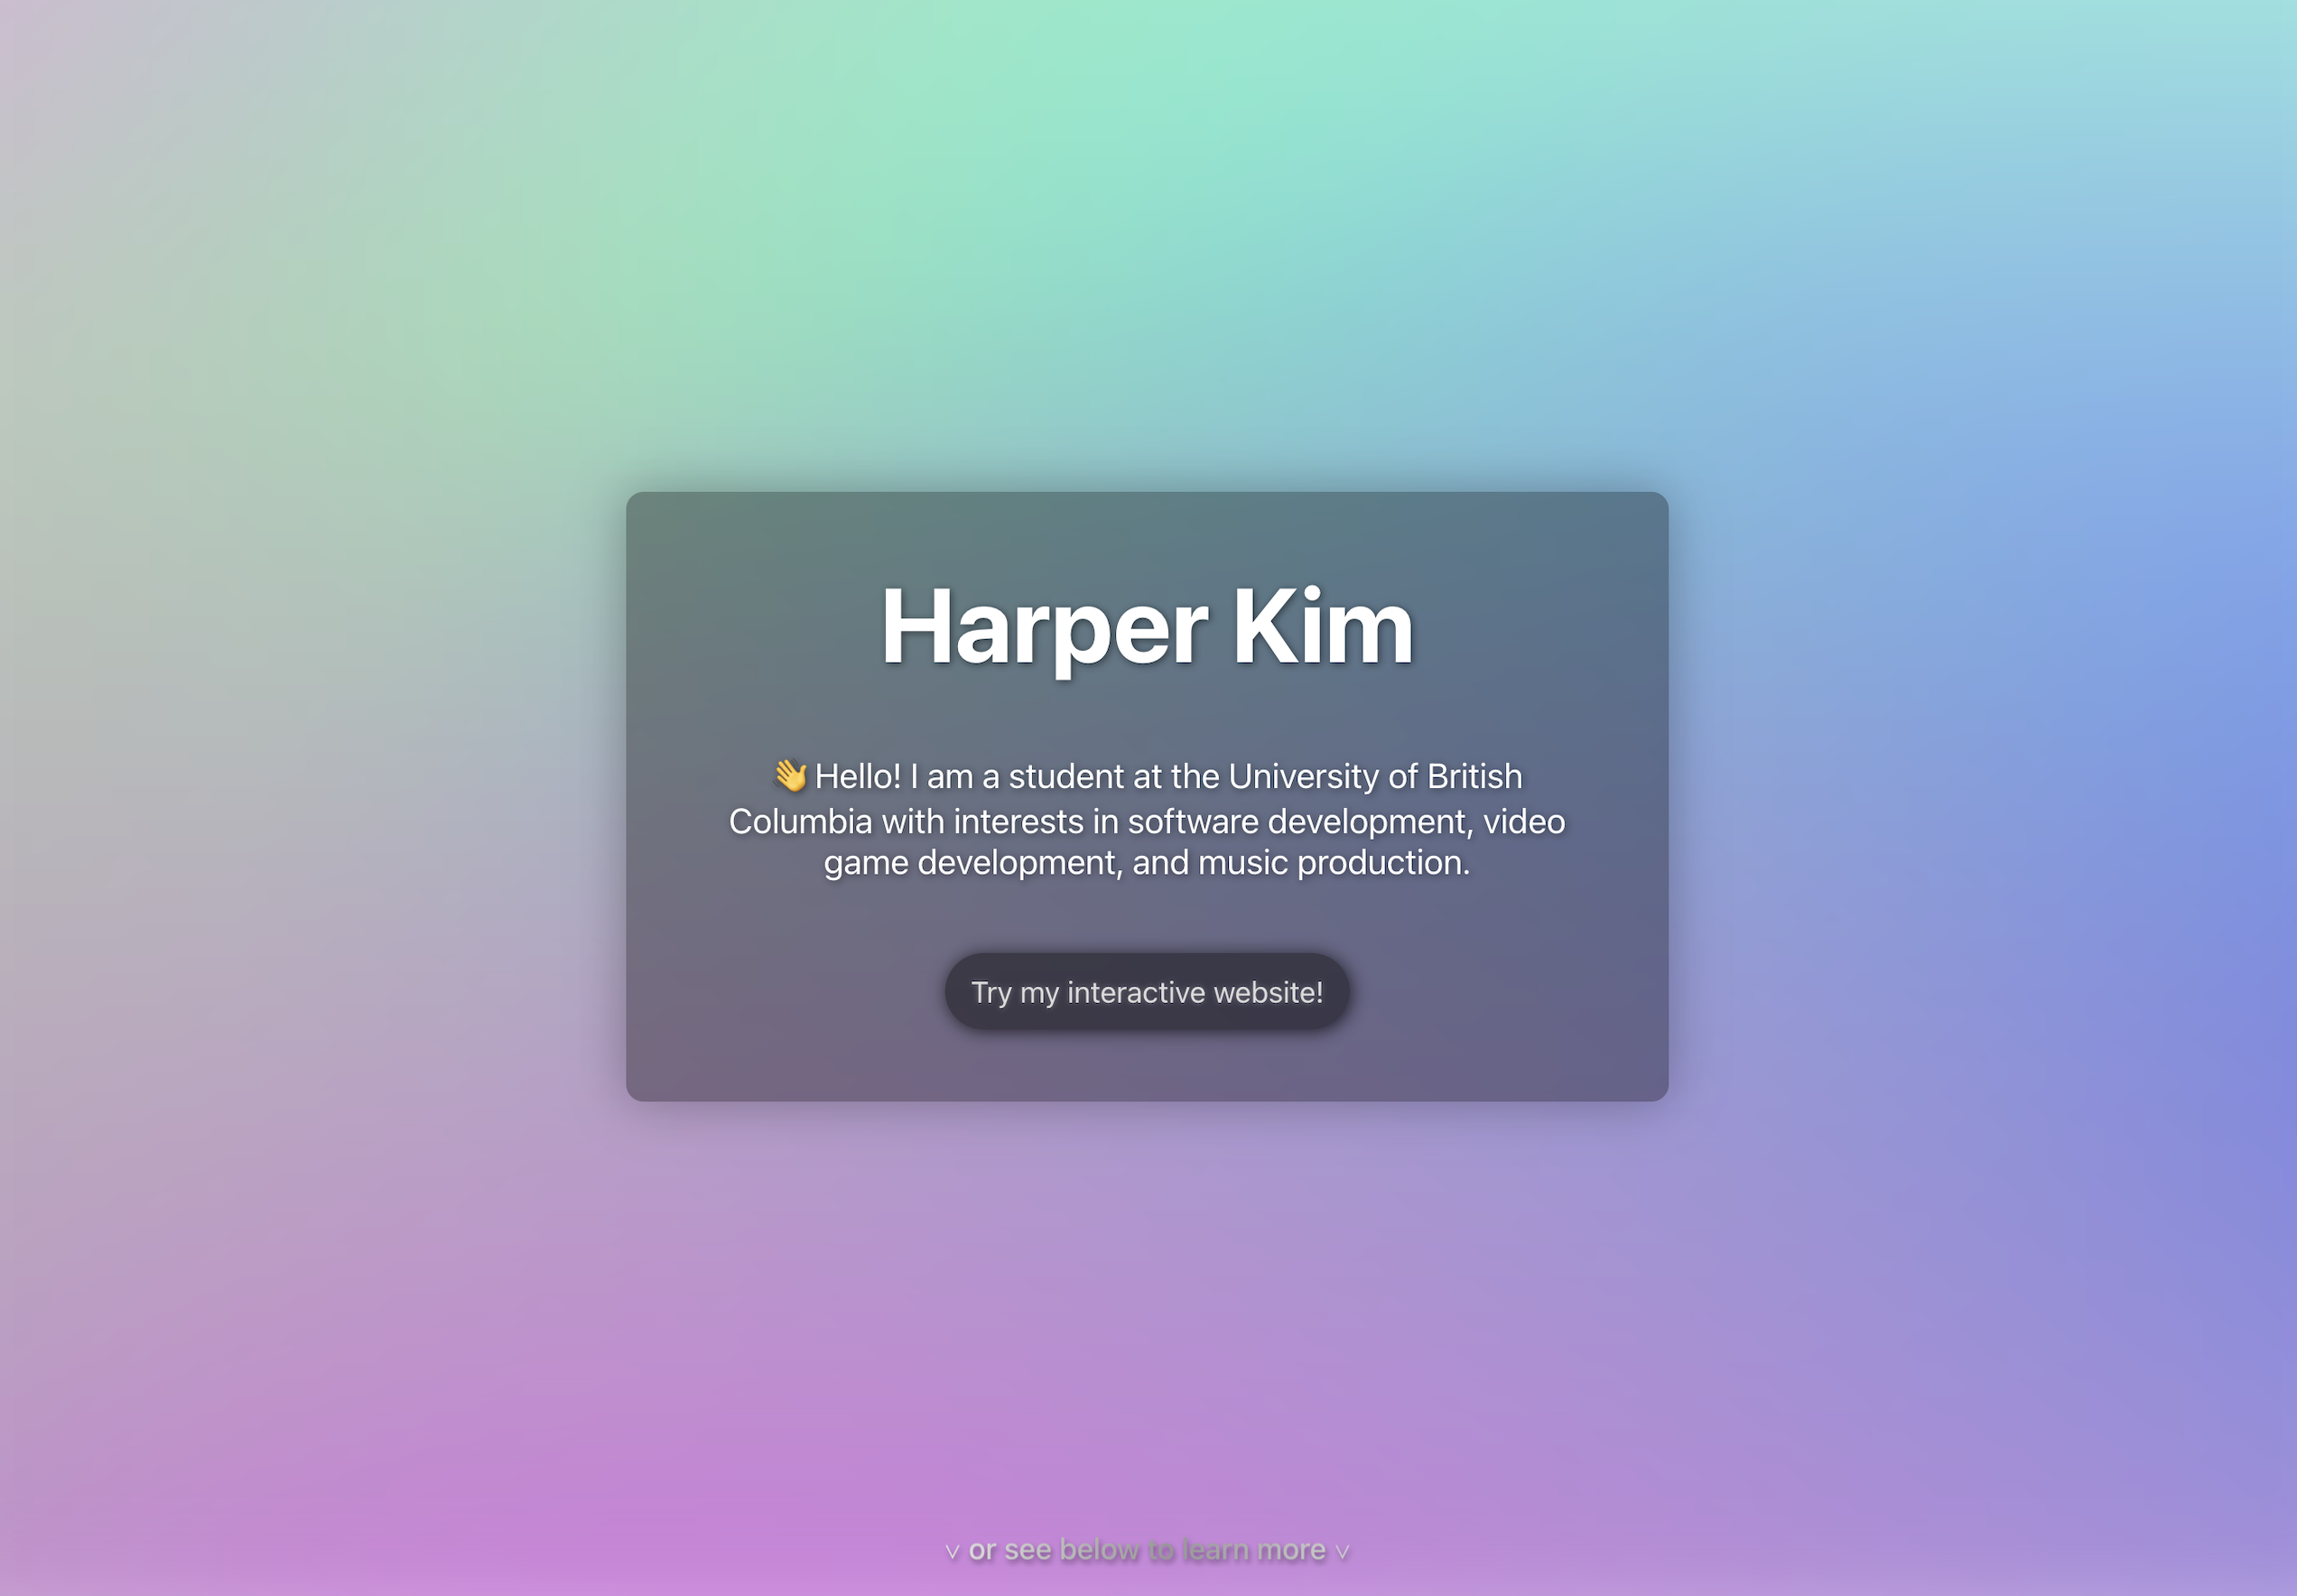 Harper Kim
👋 Hello! I am a student at the University of British
Columbia with interests in software development, video
game development, and music production.
Try my interactive website!
v or see below to learn more v